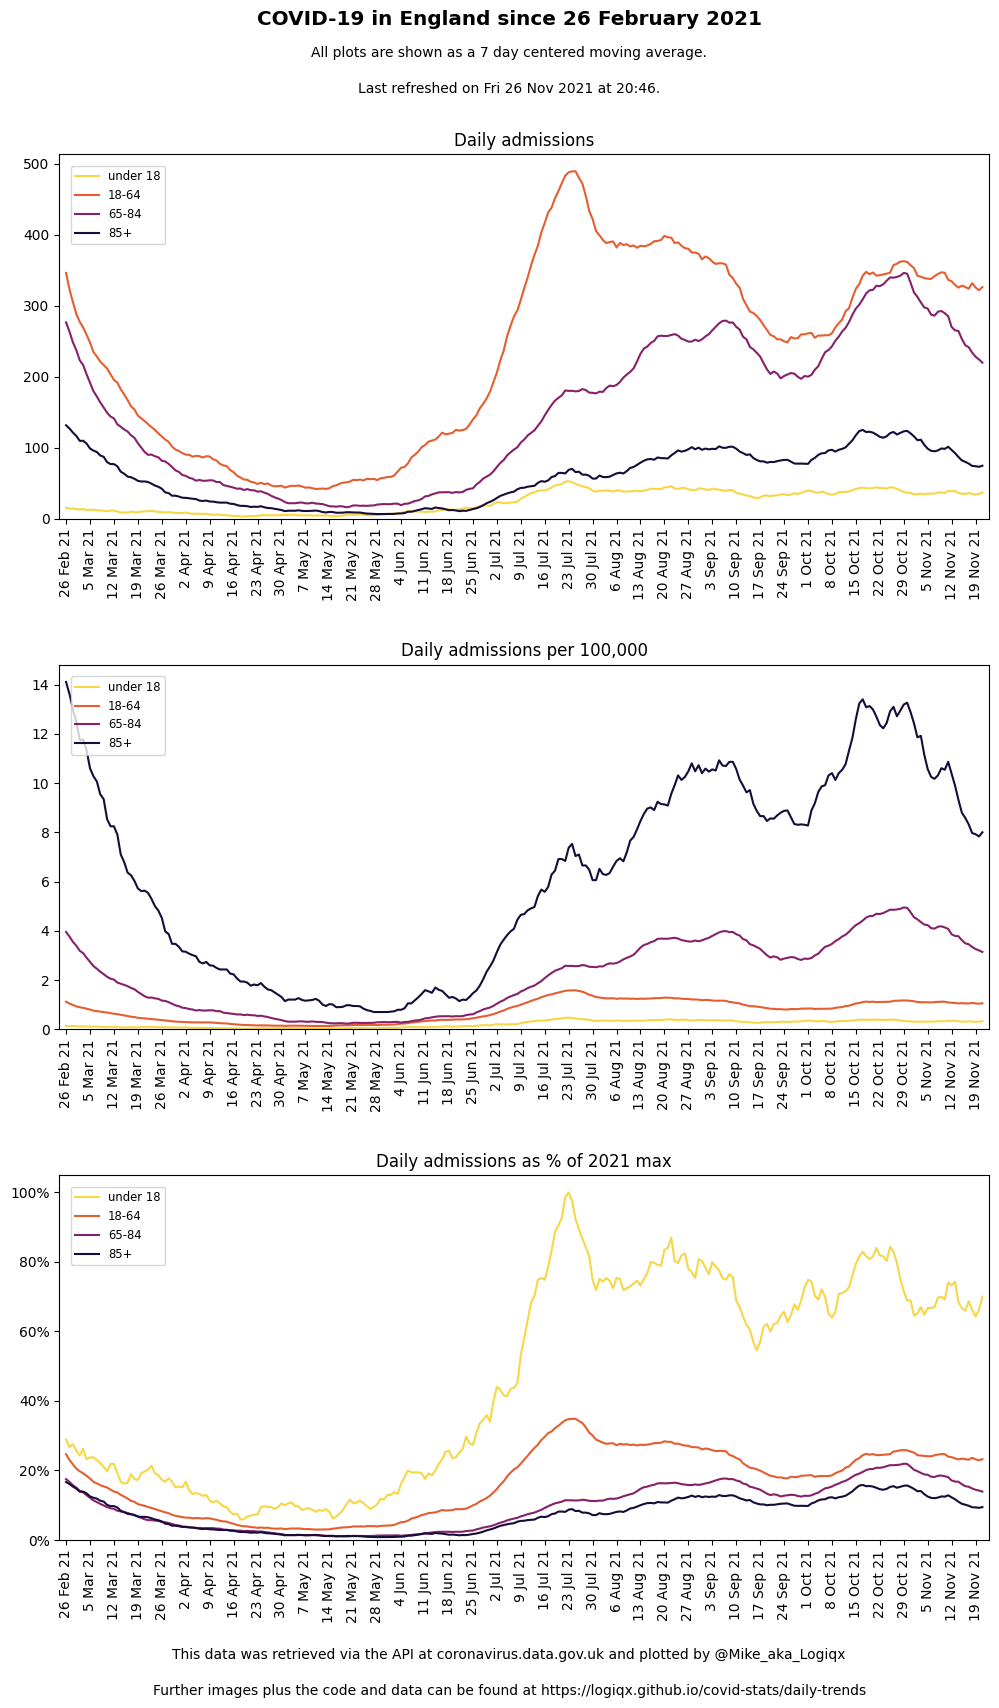 COVID-19 in England since 26 February 2021
All plots are shown as a 7 day centered moving average.
Last refreshed on Fri 26 Nov 2021 at 20:46.
Daily admissions
500
400
300
200
100
0
under 18
18-64
65-84
85+
26 Feb 21
5 Mar 21
12 Mar 21
19 Mar 21
26 Mar 21
2 Apr 21
9 Apr 21
16 Apr 21
23 Apr 21
30 Apr 21
7 May 21
14 May 21
21 May 21
28 May 21
4 Jun 21
11 Jun 21
18 Jun 21
25 Jun 21
2 Jul 21
9 Jul 21
16 Jul 21
23 Jul 21
30 Jul 21
6 Aug 21
13 Aug 21
20 Aug 21
27 Aug 21
3 Sep 21
10 Sep 21
17 Sep 21
24 Sep 21
1 Oct 21
8 Oct 21
15 Oct 21
22 Oct 21
29 Oct 21
5 Nov 21
12 Nov 21
19 Nov 21
Daily admissions per 100,000
14
12
10
8
6
4
2
0
under 18
18-64
65-84
85+
26 Feb 21
5 Mar 21
12 Mar 21
19 Mar 21
26 Mar 21
2 Apr 21
9 Apr 21
16 Apr 21
23 Apr 21
30 Apr 21
7 May 21
14 May 21
21 May 21
28 May 21
4 Jun 21
11 Jun 21
18 Jun 21
25 Jun 21
2 Jul 21
9 Jul 21
16 Jul 21
23 Jul 21
30 Jul 21
6 Aug 21
13 Aug 21
20 Aug 21
27 Aug 21
3 Sep 21
10 Sep 21
17 Sep 21
24 Sep 21
1 Oct 21
8 Oct 21
15 Oct 21
22 Oct 21
29 Oct 21
5 Nov 21
12 Nov 21
19 Nov 21
Daily admissions as % of 2021 max
100%
80%
60%
40%
20%
0%
under 18
18-64
65-84
85+
26 Feb 21
5 Mar 21
12 Mar 21
19 Mar 21
26 Mar 21
2 Apr 21
9 Apr 21
16 Apr 21
23 Apr 21
30 Apr 21
7 May 21
14 May 21
21 May 21
28 May 21
4 Jun 21
11 Jun 21
18 Jun 21
25 Jun 21
2 Jul 21
9 Jul 21
16 Jul 21
23 Jul 21
30 Jul 21
6 Aug 21
13 Aug 21
20 Aug 21
27 Aug 21
3 Sep 21
10 Sep 21
17 Sep 21
24 Sep 21
1 Oct 21
8 Oct 21
15 Oct 21
22 Oct 21
29 Oct 21
5 Nov 21
12 Nov 21
19 Nov 21
This data was retrieved via the API at coronavirus.data.gov.uk and plotted by @Mike_aka_Logiqx
Further images plus the code and data can be found at https://logiqx.github.io/covid-stats/daily-trends